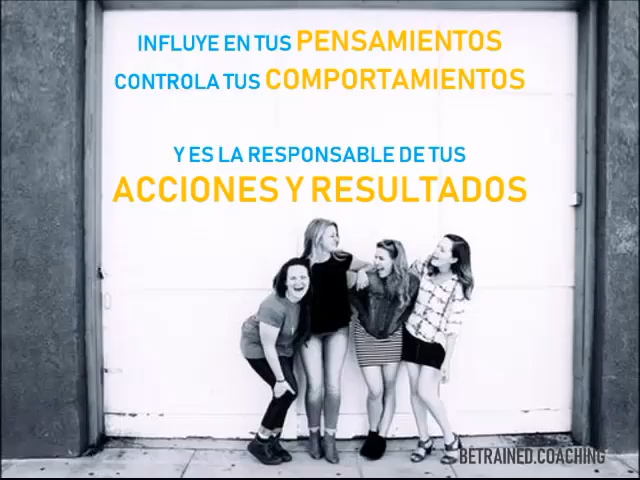 INFLUYE EN TUS PENSAMIENTOS
CONTROLA TUS COMPORTAMIENTOS
Y ES LA RESPONSABLE DE TUS
ACCIONES Y RESULTADOS
BETRAINED.COACHING